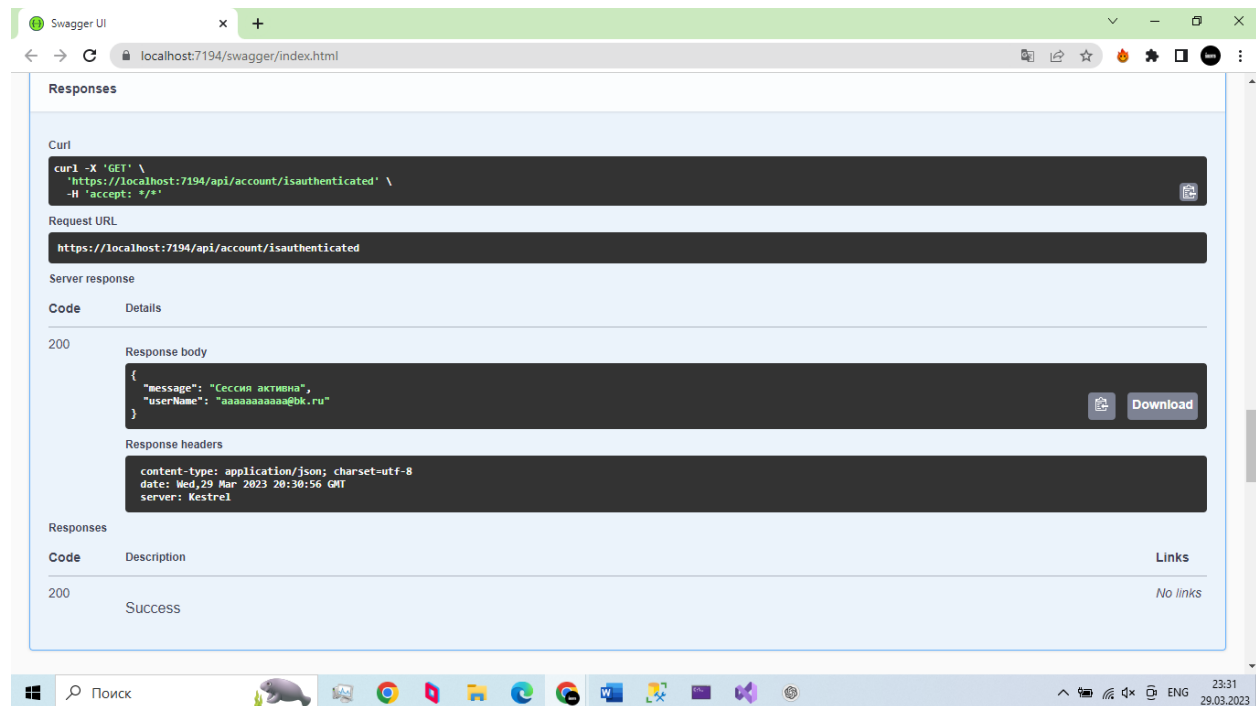 Swagger UI
localhost:7194/swagger/index.html
Responses
Curl
curl -X 'GET' \
'https://localhost:7194/api/account/isauthenticated' \
-H 'accept: */*'
Request URL
https://localhost:7194/api/account/isauthenticated
Server response
Code Details
200
Response body
{
"message": "Сессия активна",
"userName": "aaaaaaaaaaa@bk.ru"
}
Download
Response headers
content-type: application/json; charset=utf-8
date: Wed,29 Mar 2023 20:30:56 GMT
server: Kestrel
Responses
Code Description Links
200 Success No links
Поиск
ENG
23:31
29.03.2023